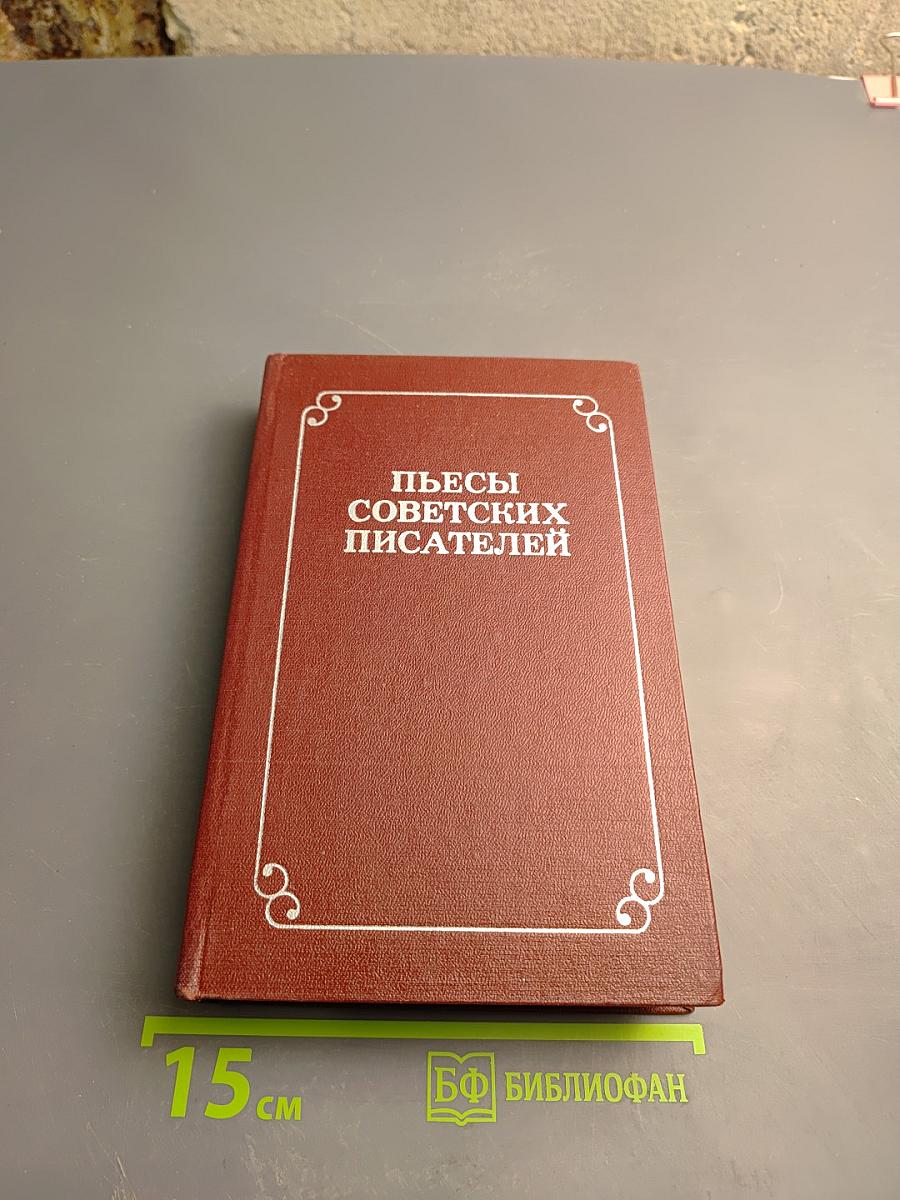 ПЬЕСЫ
СОВЕТСКИХ
ПИСАТЕЛЕЙ
15 см
БФ БИБЛИОФАН